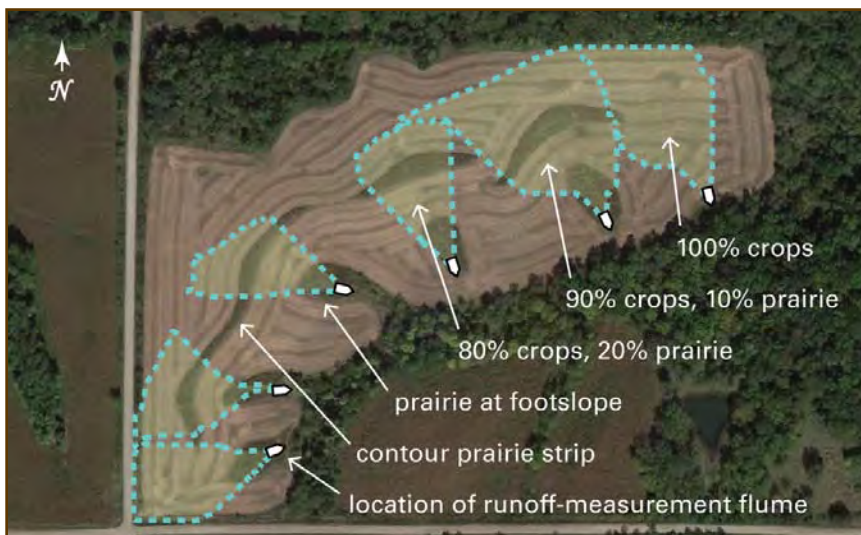 N
100% crops
90% crops, 10% prairie
80% crops, 20% prairie
prairie at footslope
contour prairie strip
location of runoff-measurement flume